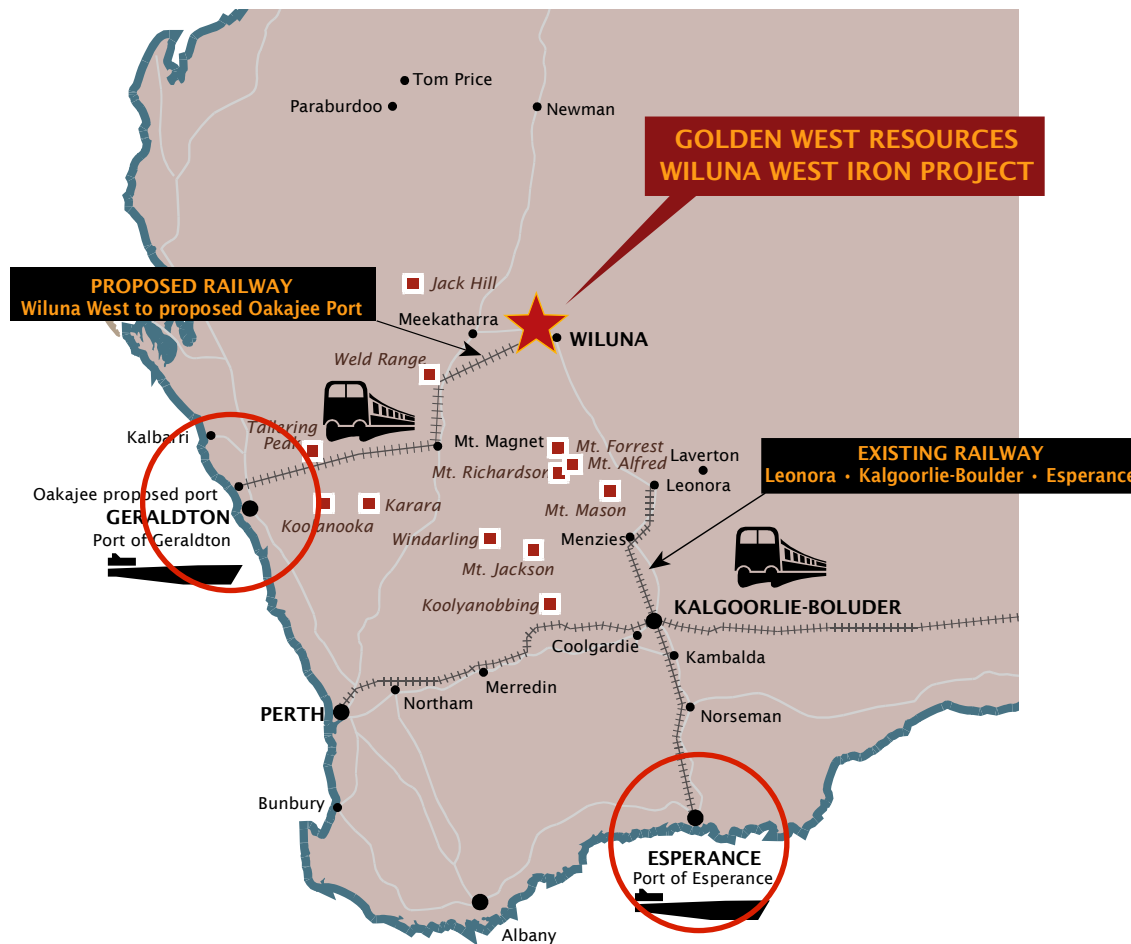 Tom Price
Paraburdoo
Newman
GOLDEN WEST RESOURCES
WILUNA WEST IRON PROJECT
PROPOSED RAILWAY
Wiluna West to proposed Oakajee Port
Jack Hill
Meekatharra
WILUNA
Weld Range
Kalbarri
Tallering
Peak
Mt. Magnet
Mt. Forrest
Mt. Alfred
Mt. Richardson
Laverton
Leonora
EXISTING RAILWAY
Leonora • Kalgoorlie-Boulder • Esperance
Oakajee proposed port
GERALDTON
Port of Geraldton
Koolanooka
Karara
Mt. Mason
Windarling
Mt. Jackson
Menzies
Koolyanobbing
KALGOORLIE-BOLUDER
Coolgardie
Kambalda
Merredin
Northam
PERTH
Norseman
Bunbury
ESPERANCE
Port of Esperance
Albany